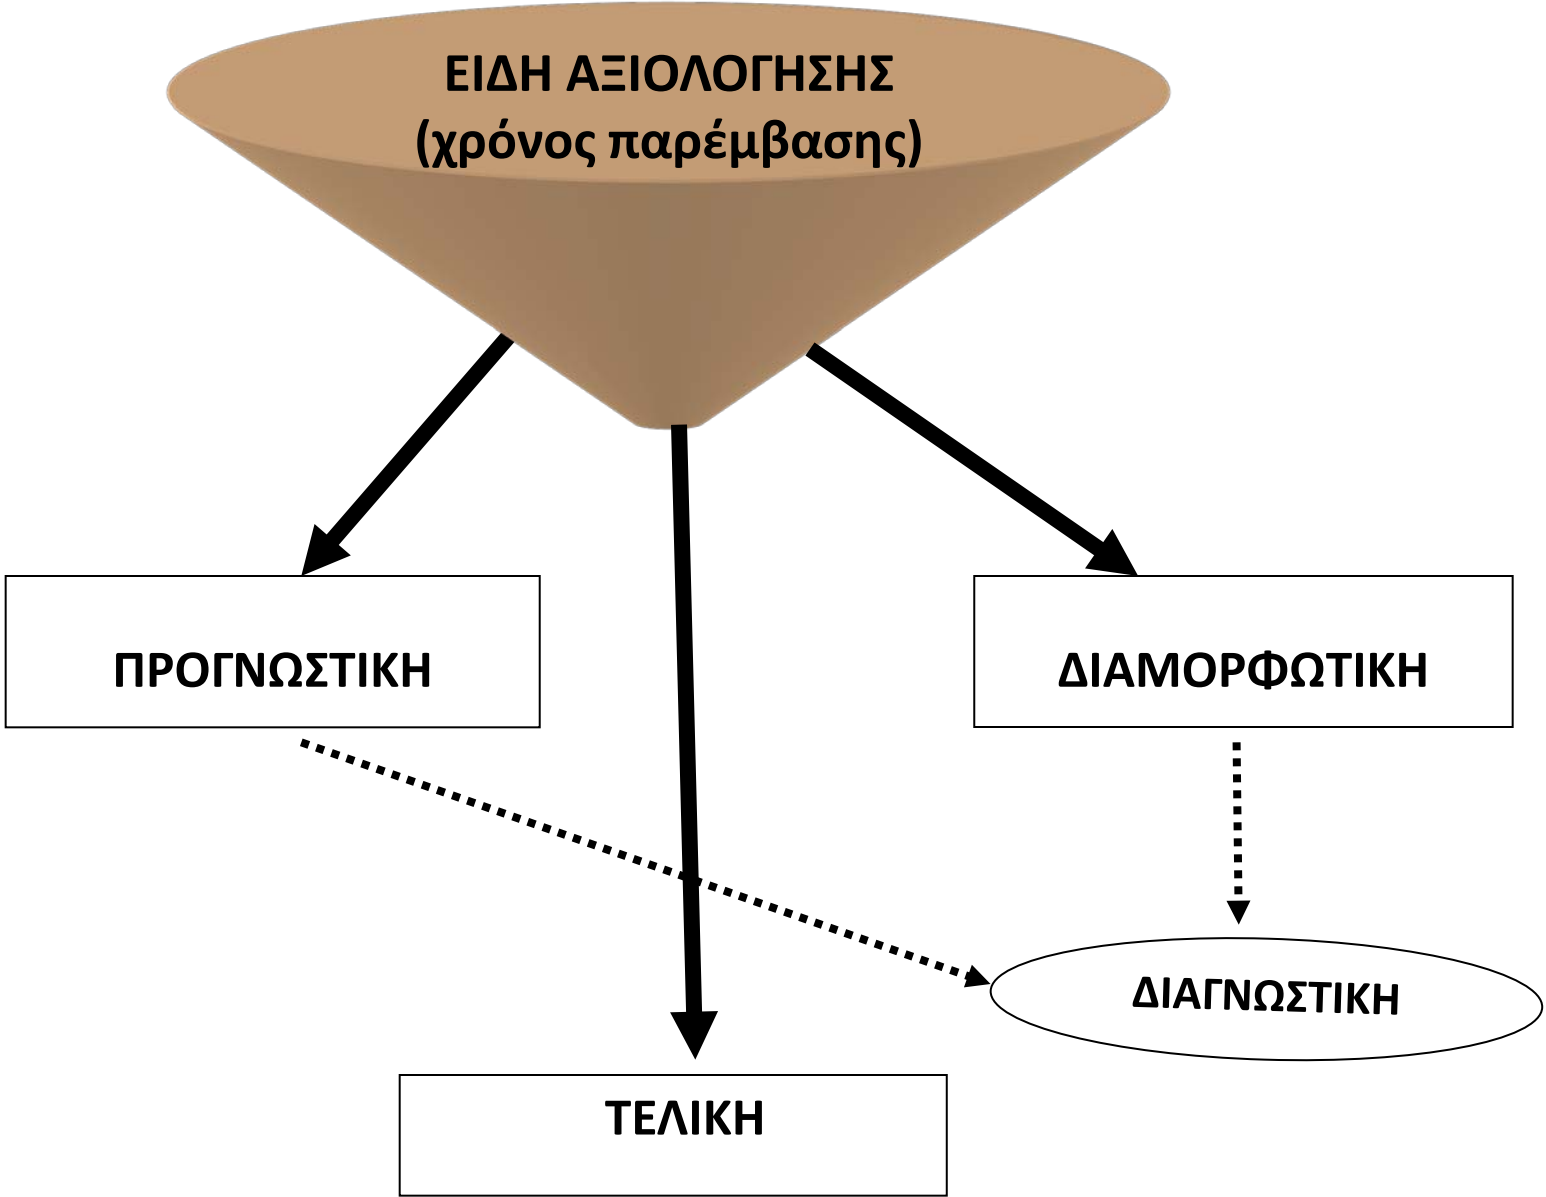 ΕΙΔΗ ΑΞΙΟΛΟΓΗΣΗΣ
(χρόνος παρέμβασης)
ΠΡΟΓΝΩΣΤΙΚΗ
ΔΙΑΜΟΡΦΩΤΙΚΗ
ΔΙΑΓΝΩΣΤΙΚΗ
ΤΕΛΙΚΗ